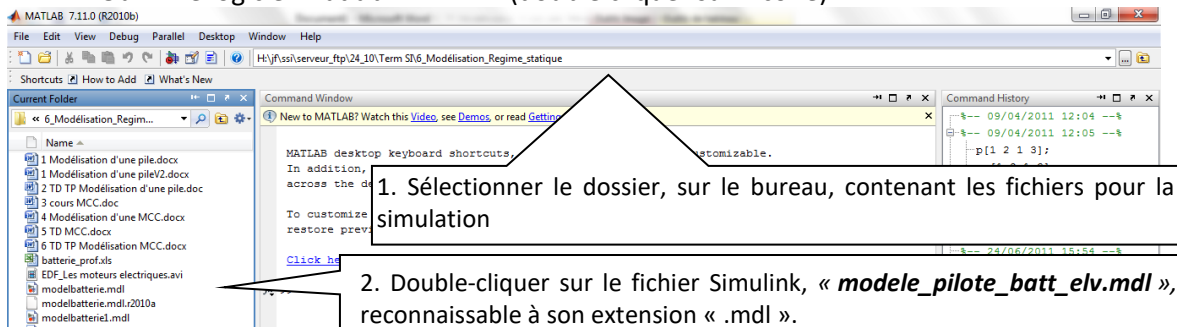 MATLAB 7.11.0 (R2010b)
File Edit View Debug Parallel Desktop Window Help
H:\jf\ssi\serveur_ftp\24_10\Term SI\6_Modélisation_Regime_statique
Shortcuts How to Add What's New
Current Folder
Command Window
Command History
« 6_Modélisation_Regim...
New to MATLAB? Watch this Video, see Demos, or read Getting
Name
1 Modélisation d'une pile.docx
1 Modélisation d'une pileV2.docx
2 TD TP Modélisation d'une pile.doc
3 cours MCC.doc
4 Modélisation d'une MCC.docx
5 TD MCC.docx
6 TD TP Modélisation MCC.docx
batterie_prof.xls
EDF_Les moteurs electriques.avi
modelbatterie.mdl
modelbatterie.mdl.r2010a
modelbatterie1.mdl
MATLAB desktop keyboard shortcuts, stomizable.
In addition,
across the de
To customize
restore previ
Click he
%-- 09/04/2011 12:04 --%
%-- 09/04/2011 12:05 --%
p[1 2 1 3];
%-- 24/06/2011 15:54 --%
1. Sélectionner le dossier, sur le bureau, contenant les fichiers pour la
simulation
2. Double-cliquer sur le fichier Simulink, « modele_pilote_batt_elv.mdl »,
reconnaissable à son extension « .mdl ».